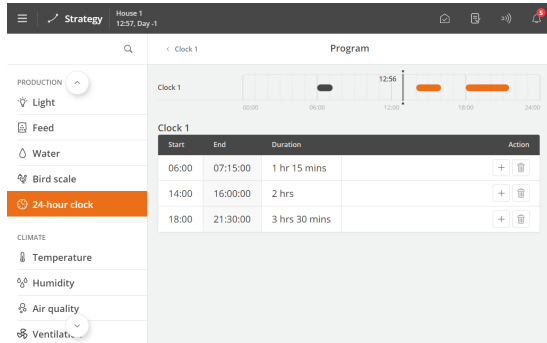 Strategy
House 1
12:57, Day -1
5
Clock 1
Program
PRODUCTION
Light
Feed
Water
Bird scale
24-hour clock
CLIMATE
Temperature
Humidity
Air quality
Clock 1
12:56
00:00 06:00 12:00 18:00 24:00
Clock 1
Start End Duration Action
06:00 07:15:00 1 hr 15 mins
14:00 16:00:00 2 hrs
18:00 21:30:00 3 hrs 30 mins